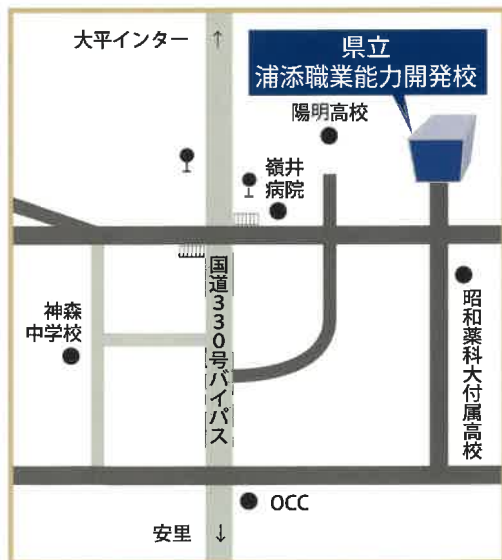 大平インター ↑
県立
浦添職業能力開発校
陽明高校
嶺井
病院
国道330号バイパス
神森
中学校
昭和薬科大付属高校
OCC
安里 ↓